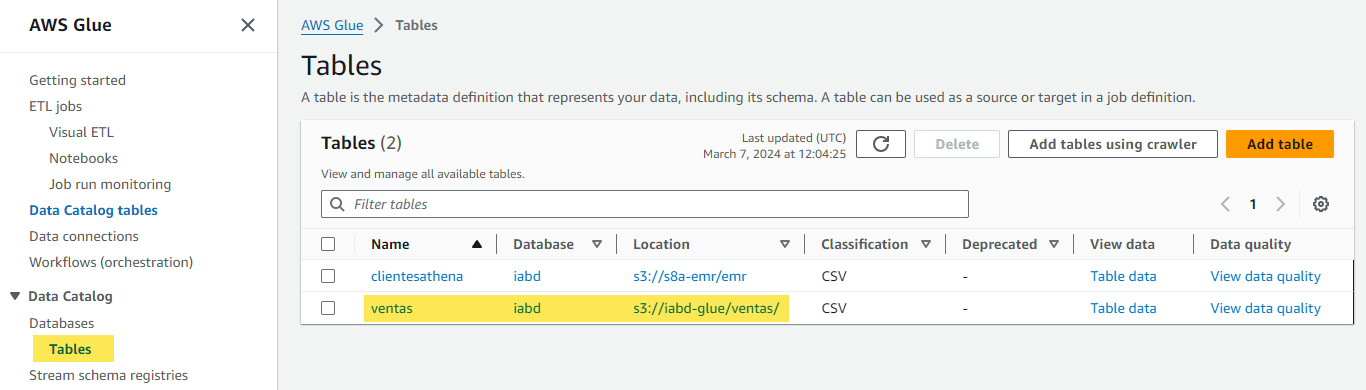 AWS Glue
Getting started
ETL jobs
Visual ETL
Notebooks
Job run monitoring
Data Catalog tables
Data connections
Workflows (orchestration)
Data Catalog
Databases
Tables
Stream schema registries
AWS Glue > Tables
Tables
A table is the metadata definition that represents your data, including its schema. A table can be used as a source or target in a job definition.
Tables (2)
Last updated (UTC)
March 7, 2024 at 12:04:25
Delete
Add tables using crawler
Add table
View and manage all available tables.
Filter tables
1
Name Database Location Classification Deprecated View data Data quality
clientesathena iabd s3://s8a-emr/emr CSV - Table data View data quality
ventas iabd s3://iabd-glue/ventas/ CSV - Table data View data quality